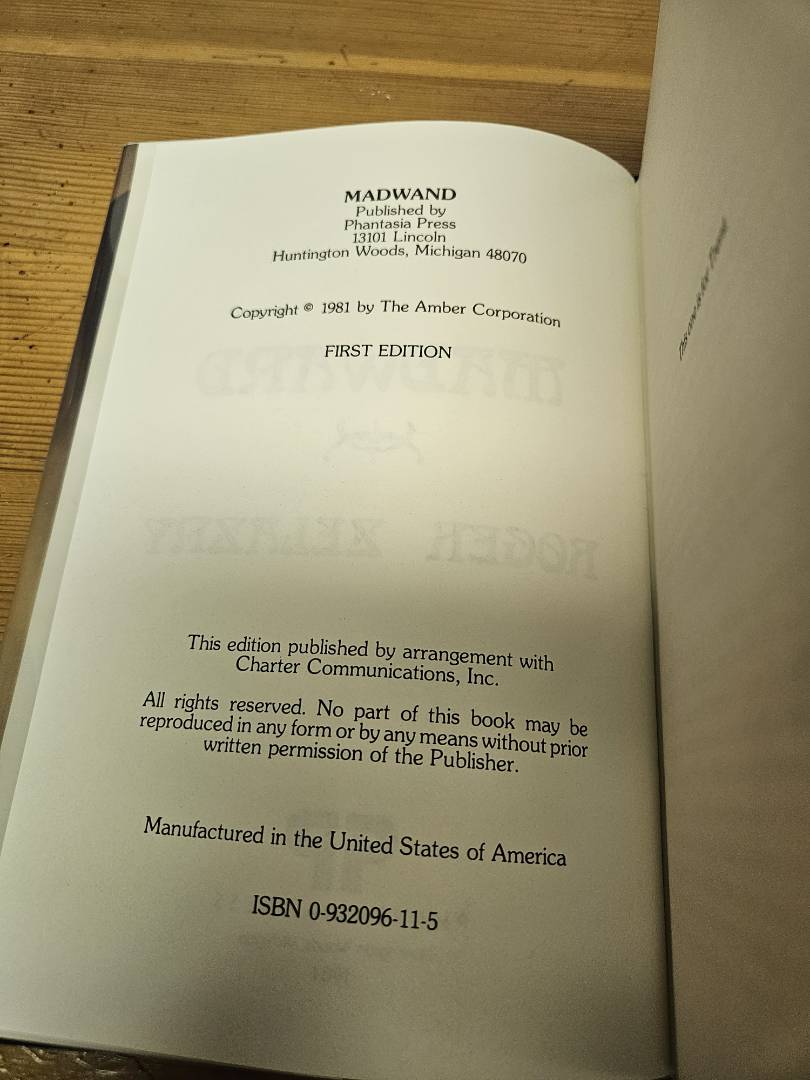 MADWAND
Published by
Phantasia Press
13101 Lincoln
Huntington Woods, Michigan 48070
Copyright © 1981 by The Amber Corporation
FIRST EDITION
MADWAND
ROGER ZELAZNY
This edition published by arrangement with
Charter Communications, Inc.
All rights reserved. No part of this book may be
reproduced in any form or by any means without prior
written permission of the Publisher.
Manufactured in the United States of America
ISBN 0-932096-11-5